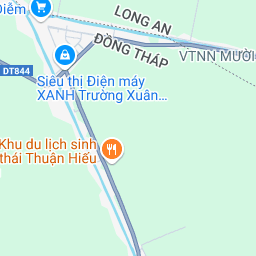 Diễm
LONG AN
ĐỒNG THÁP
VTNN MƯỜI
DT844
Siêu thị Điện máy
XANH Trường Xuân...
Khu du lịch sinh
thái Thuận Hiếu